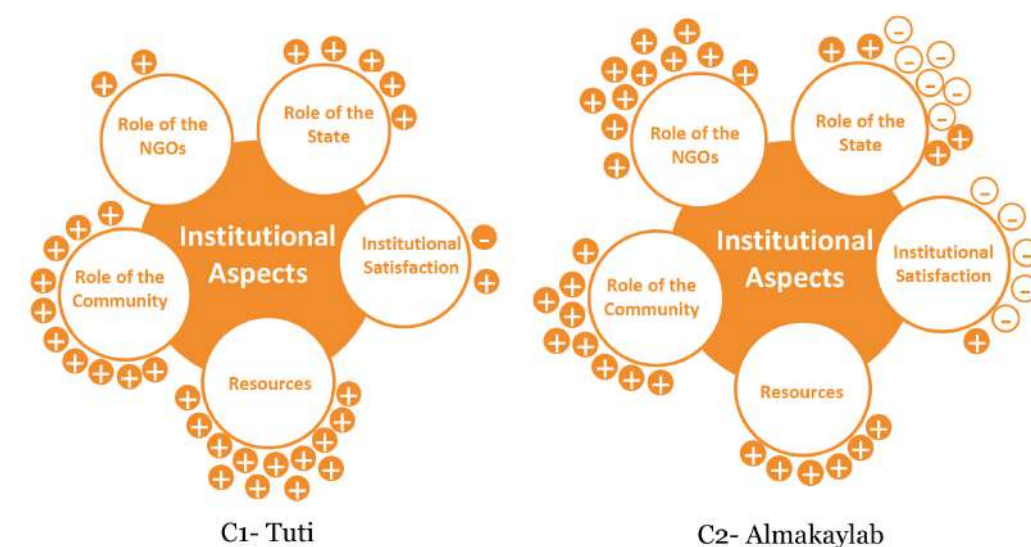 Role of the
NGOs
Role of the
State
Institutional
Aspects
Institutional
Satisfaction
Role of the
Community
Resources
C1- Tuti
Role of the
NGOs
Role of the
State
Institutional
Aspects
Institutional
Satisfaction
Role of the
Community
Resources
C2- Almakaylab